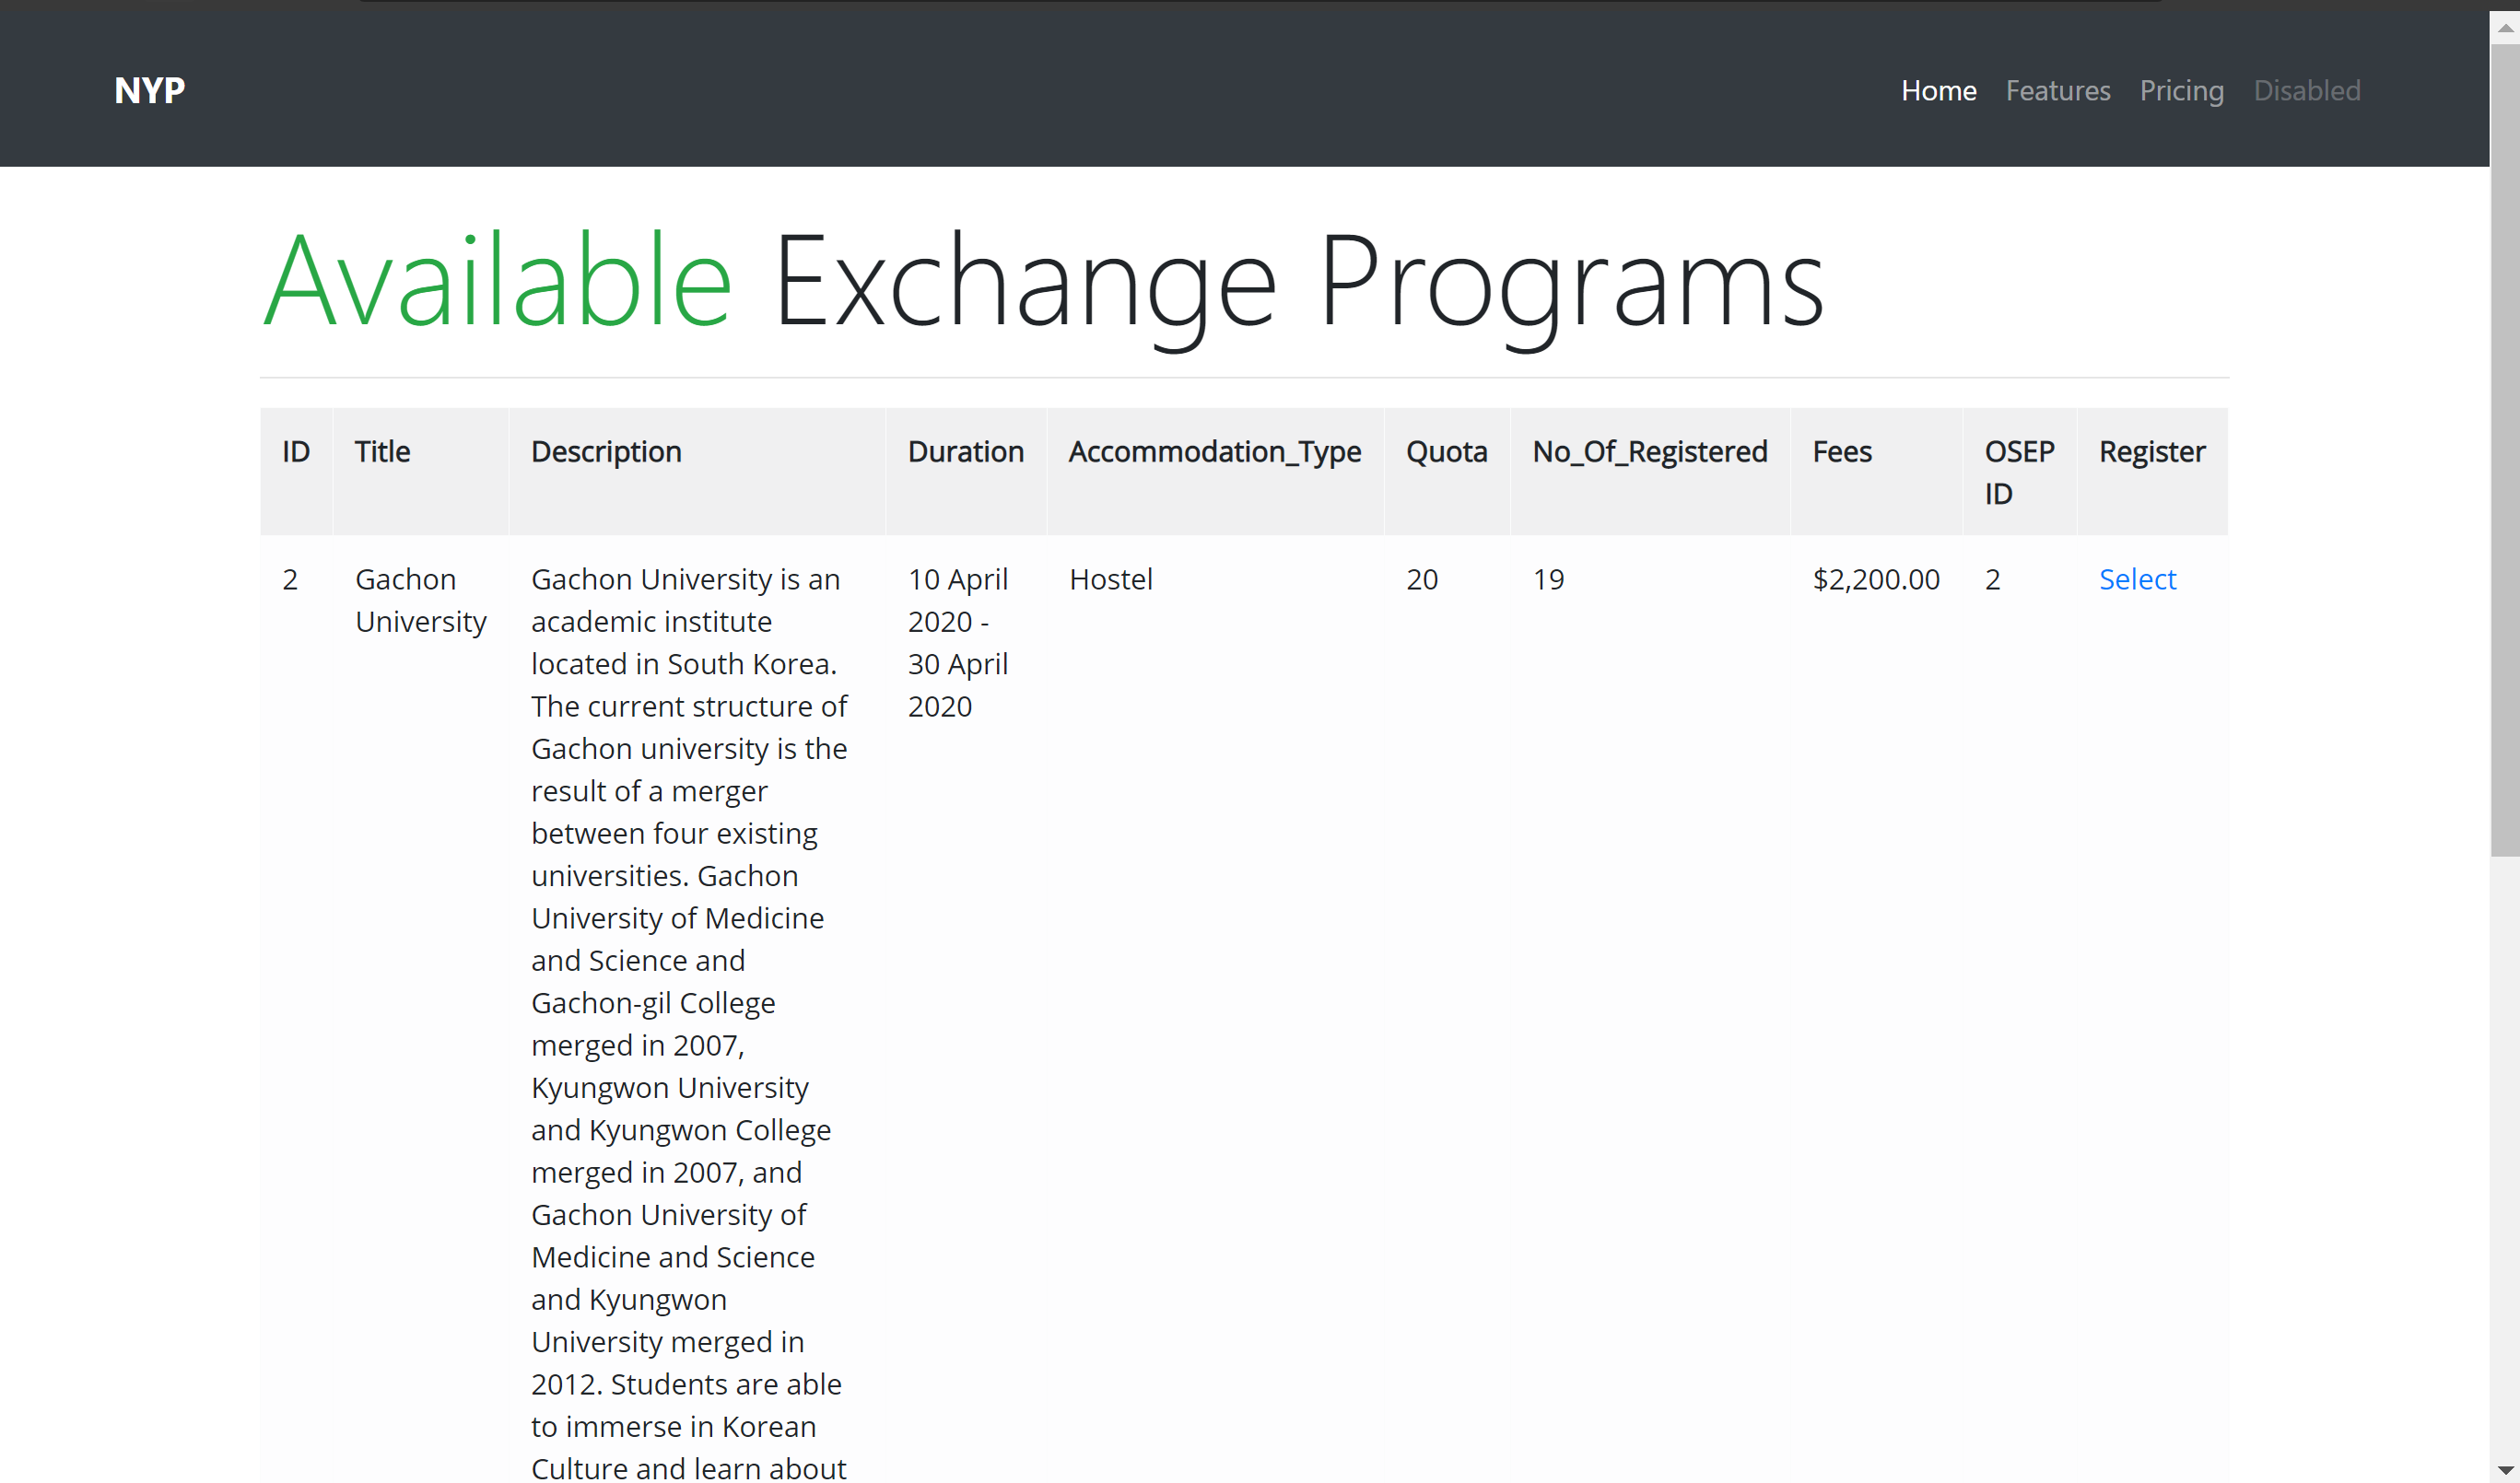 NYP
Home Features Pricing Disabled
Available Exchange Programs
ID Title Description Duration Accommodation_Type Quota No_Of_Registered Fees OSEP ID Register
2
Gachon
University
Gachon University is an
academic institute
located in South Korea.
The current structure of
Gachon university is the
result of a merger
between four existing
universities. Gachon
University of Medicine
and Science and
Gachon-gil College
merged in 2007,
Kyungwon University
and Kyungwon College
merged in 2007, and
Gachon University of
Medicine and Science
and Kyungwon
University merged in
2012. Students are able
to immerse in Korean
Culture and learn about
10 April
2020 -
30 April
2020
Hostel
20
19
$2,200.00
2
Select